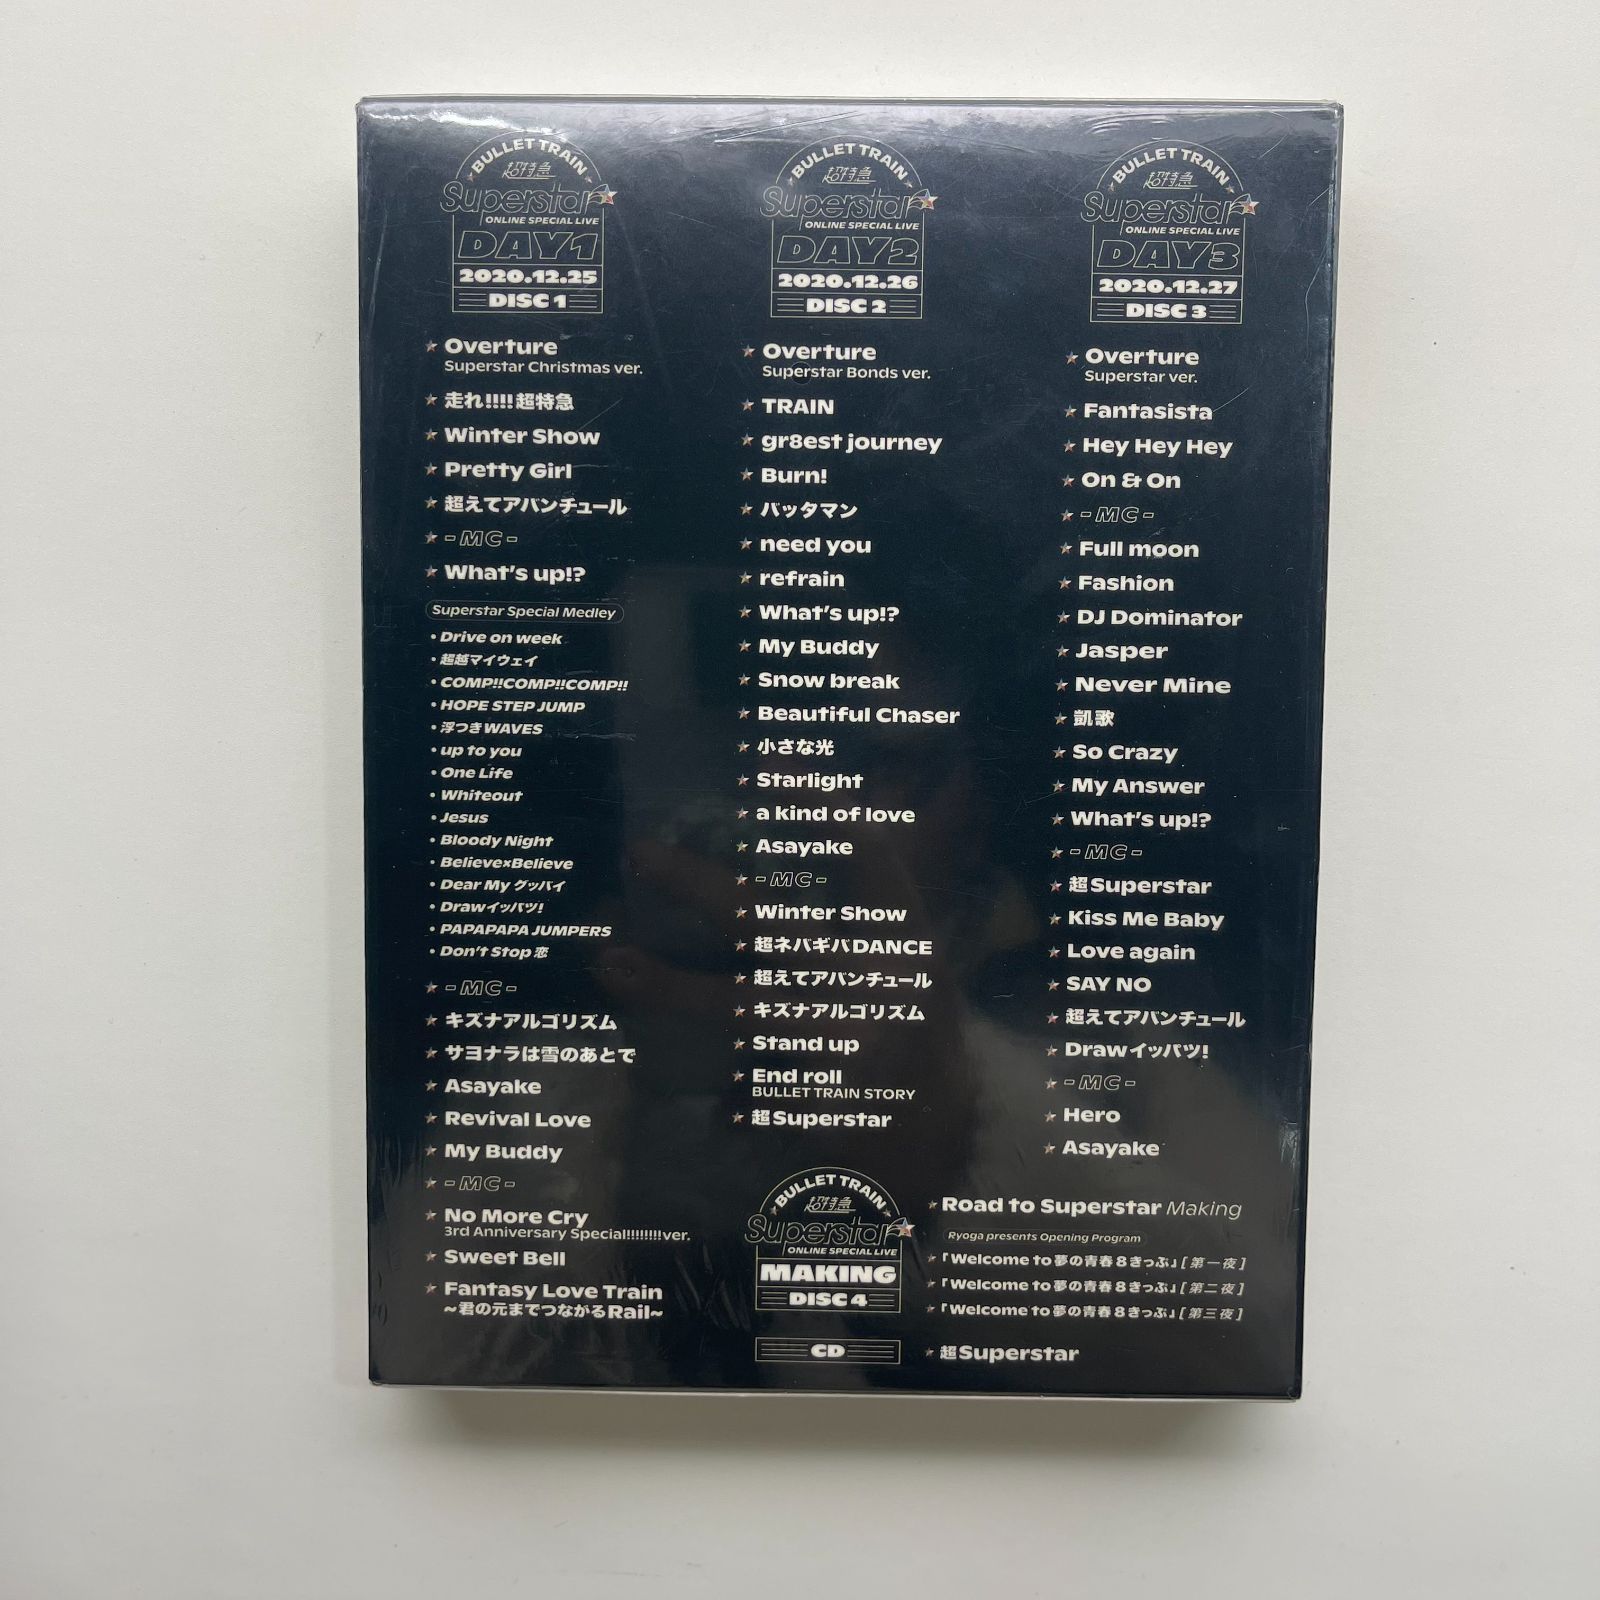 BULLET TRAIN
超特急
Superstar
ONLINE SPECIAL LIVE
DAY1
2020.12.25
DISC 1
Overture
Superstar Christmas ver.
走れ!!!!超特急
Winter Show
Pretty Girl
超えてアバンチュール
-MC-
What's up!?
Superstar Special Medley
Drive on week
超越マイウェイ
COMP!!COMP!!COMP!!
HOPE STEP JUMP
浮つきWAVES
up to you
One Life
Whiteout
Jesus
Bloody Night
Believe×Believe
Dear My グッバイ
Drawイッパツ!
PAPAPAPA JUMPERS
Don't Stop 恋
-MC-
キズナアルゴリズム
サヨナラは雪のあとで
Asayake
Revival Love
My Buddy
-MC-
No More Cry
3rd Anniversary Special!!!!!!!!!ver.
Sweet Bell
Fantasy Love Train
~君の元までつながるRail~
BULLET TRAIN
超特急
Superstar
ONLINE SPECIAL LIVE
DAY2
2020.12.26
DISC 2
Overture
Superstar Bonds ver.
TRAIN
gr8est journey
Burn!
バッタマン
need you
refrain
What's up!?
My Buddy
Snow break
Beautiful Chaser
小さな光
Starlight
a kind of love
Asayake
-MC-
Winter Show
超ネバギバDANCE
超えてアバンチュール
キズナアルゴリズム
Stand up
End roll
BULLET TRAIN STORY
超Superstar
BULLET TRAIN
超特急
Superstar
ONLINE SPECIAL LIVE
DAY3
2020.12.27
DISC 3
Overture
Superstar ver.
Fantasista
Hey Hey Hey
On & On
-MC-
Full moon
Fashion
DJ Dominator
Jasper
Never Mine
凱歌
So Crazy
My Answer
What's up!?
-MC-
超Superstar
Kiss Me Baby
Love again
SAY NO
超えてアバンチュール
Drawイッパツ!
-MC-
Hero
Asayake
BULLET TRAIN
超特急
Superstar
ONLINE SPECIAL LIVE
MAKING
DISC 4
Road to Superstar Making
Ryoga presents Opening Program
「Welcome to 夢の青春8きっぷ」[第一夜]
「Welcome to 夢の青春8きっぷ」[第二夜]
「Welcome to 夢の青春8きっぷ」[第三夜]
CD
超Superstar